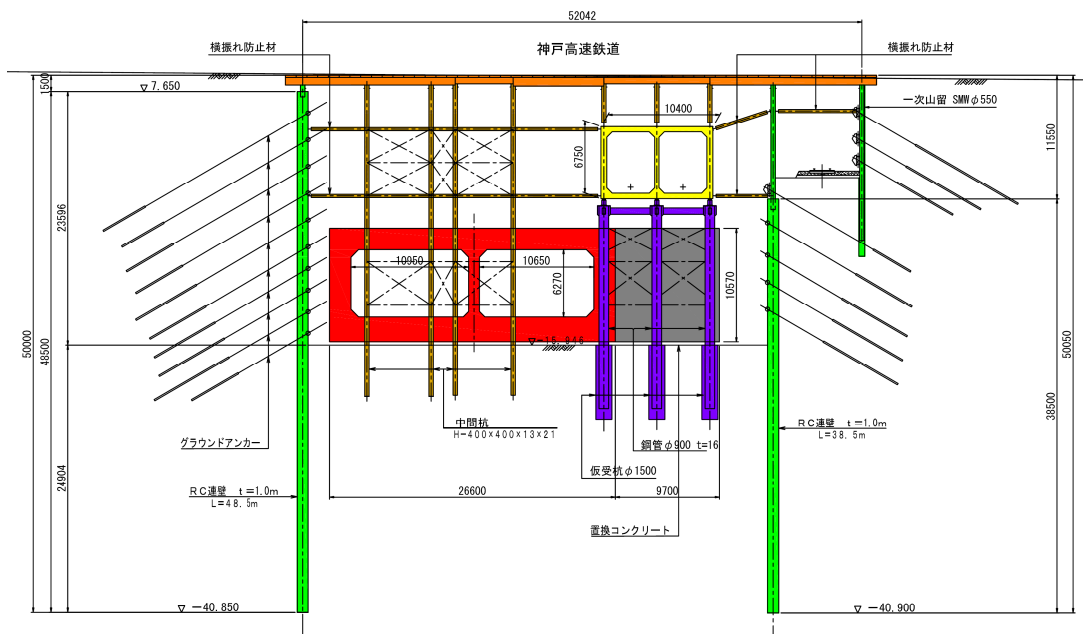 52042
横振れ防止材
神戸高速鉄道
横振れ防止材
1500
▽ 7.650
一次山留 SMWφ550
10400
6750
11550
23596
10950
10650
6270
10570
▽-15.946
50000
48500
50050
38500
中間杭
H-400×400×13×21
グラウンドアンカー
鋼管φ900 t=16
RC連壁 t=1.0m
L=38.5m
仮受杭φ1500
24904
RC連壁 t=1.0m
L=48.5m
26600
9700
置換コンクリート
▽ -40.850
▽ -40.900